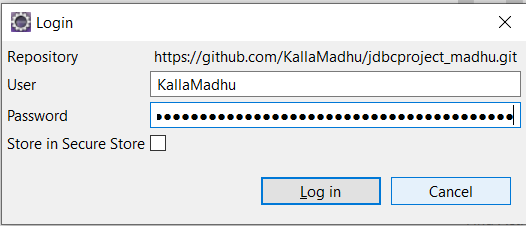 Login
Repository https://github.com/KallaMadhu/jdbcproject_madhu.git
User KallaMadhu
Password
Store in Secure Store
Log in Cancel